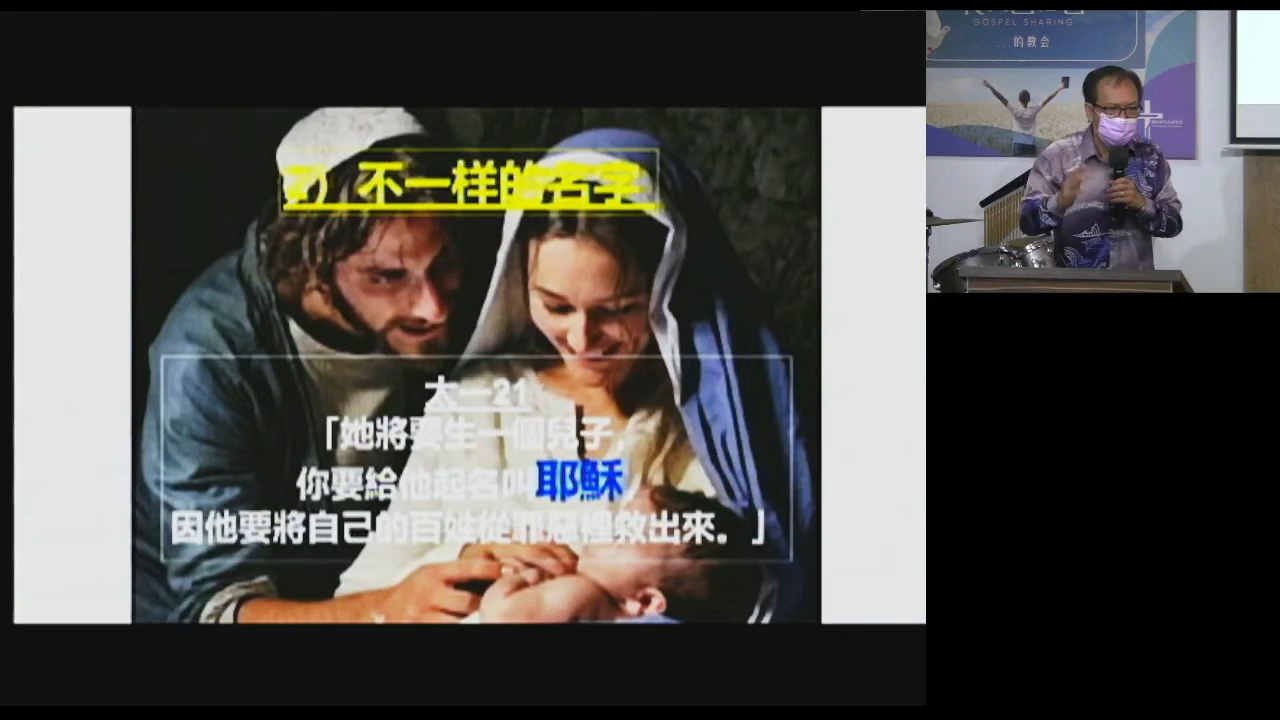 2）不一样的名字
太一21
「她將要生一個兒子,
你要給他起名叫耶穌,
因他要將自己的百姓從罪惡裡救出來。」
GOSPEL SHARING
...的教会